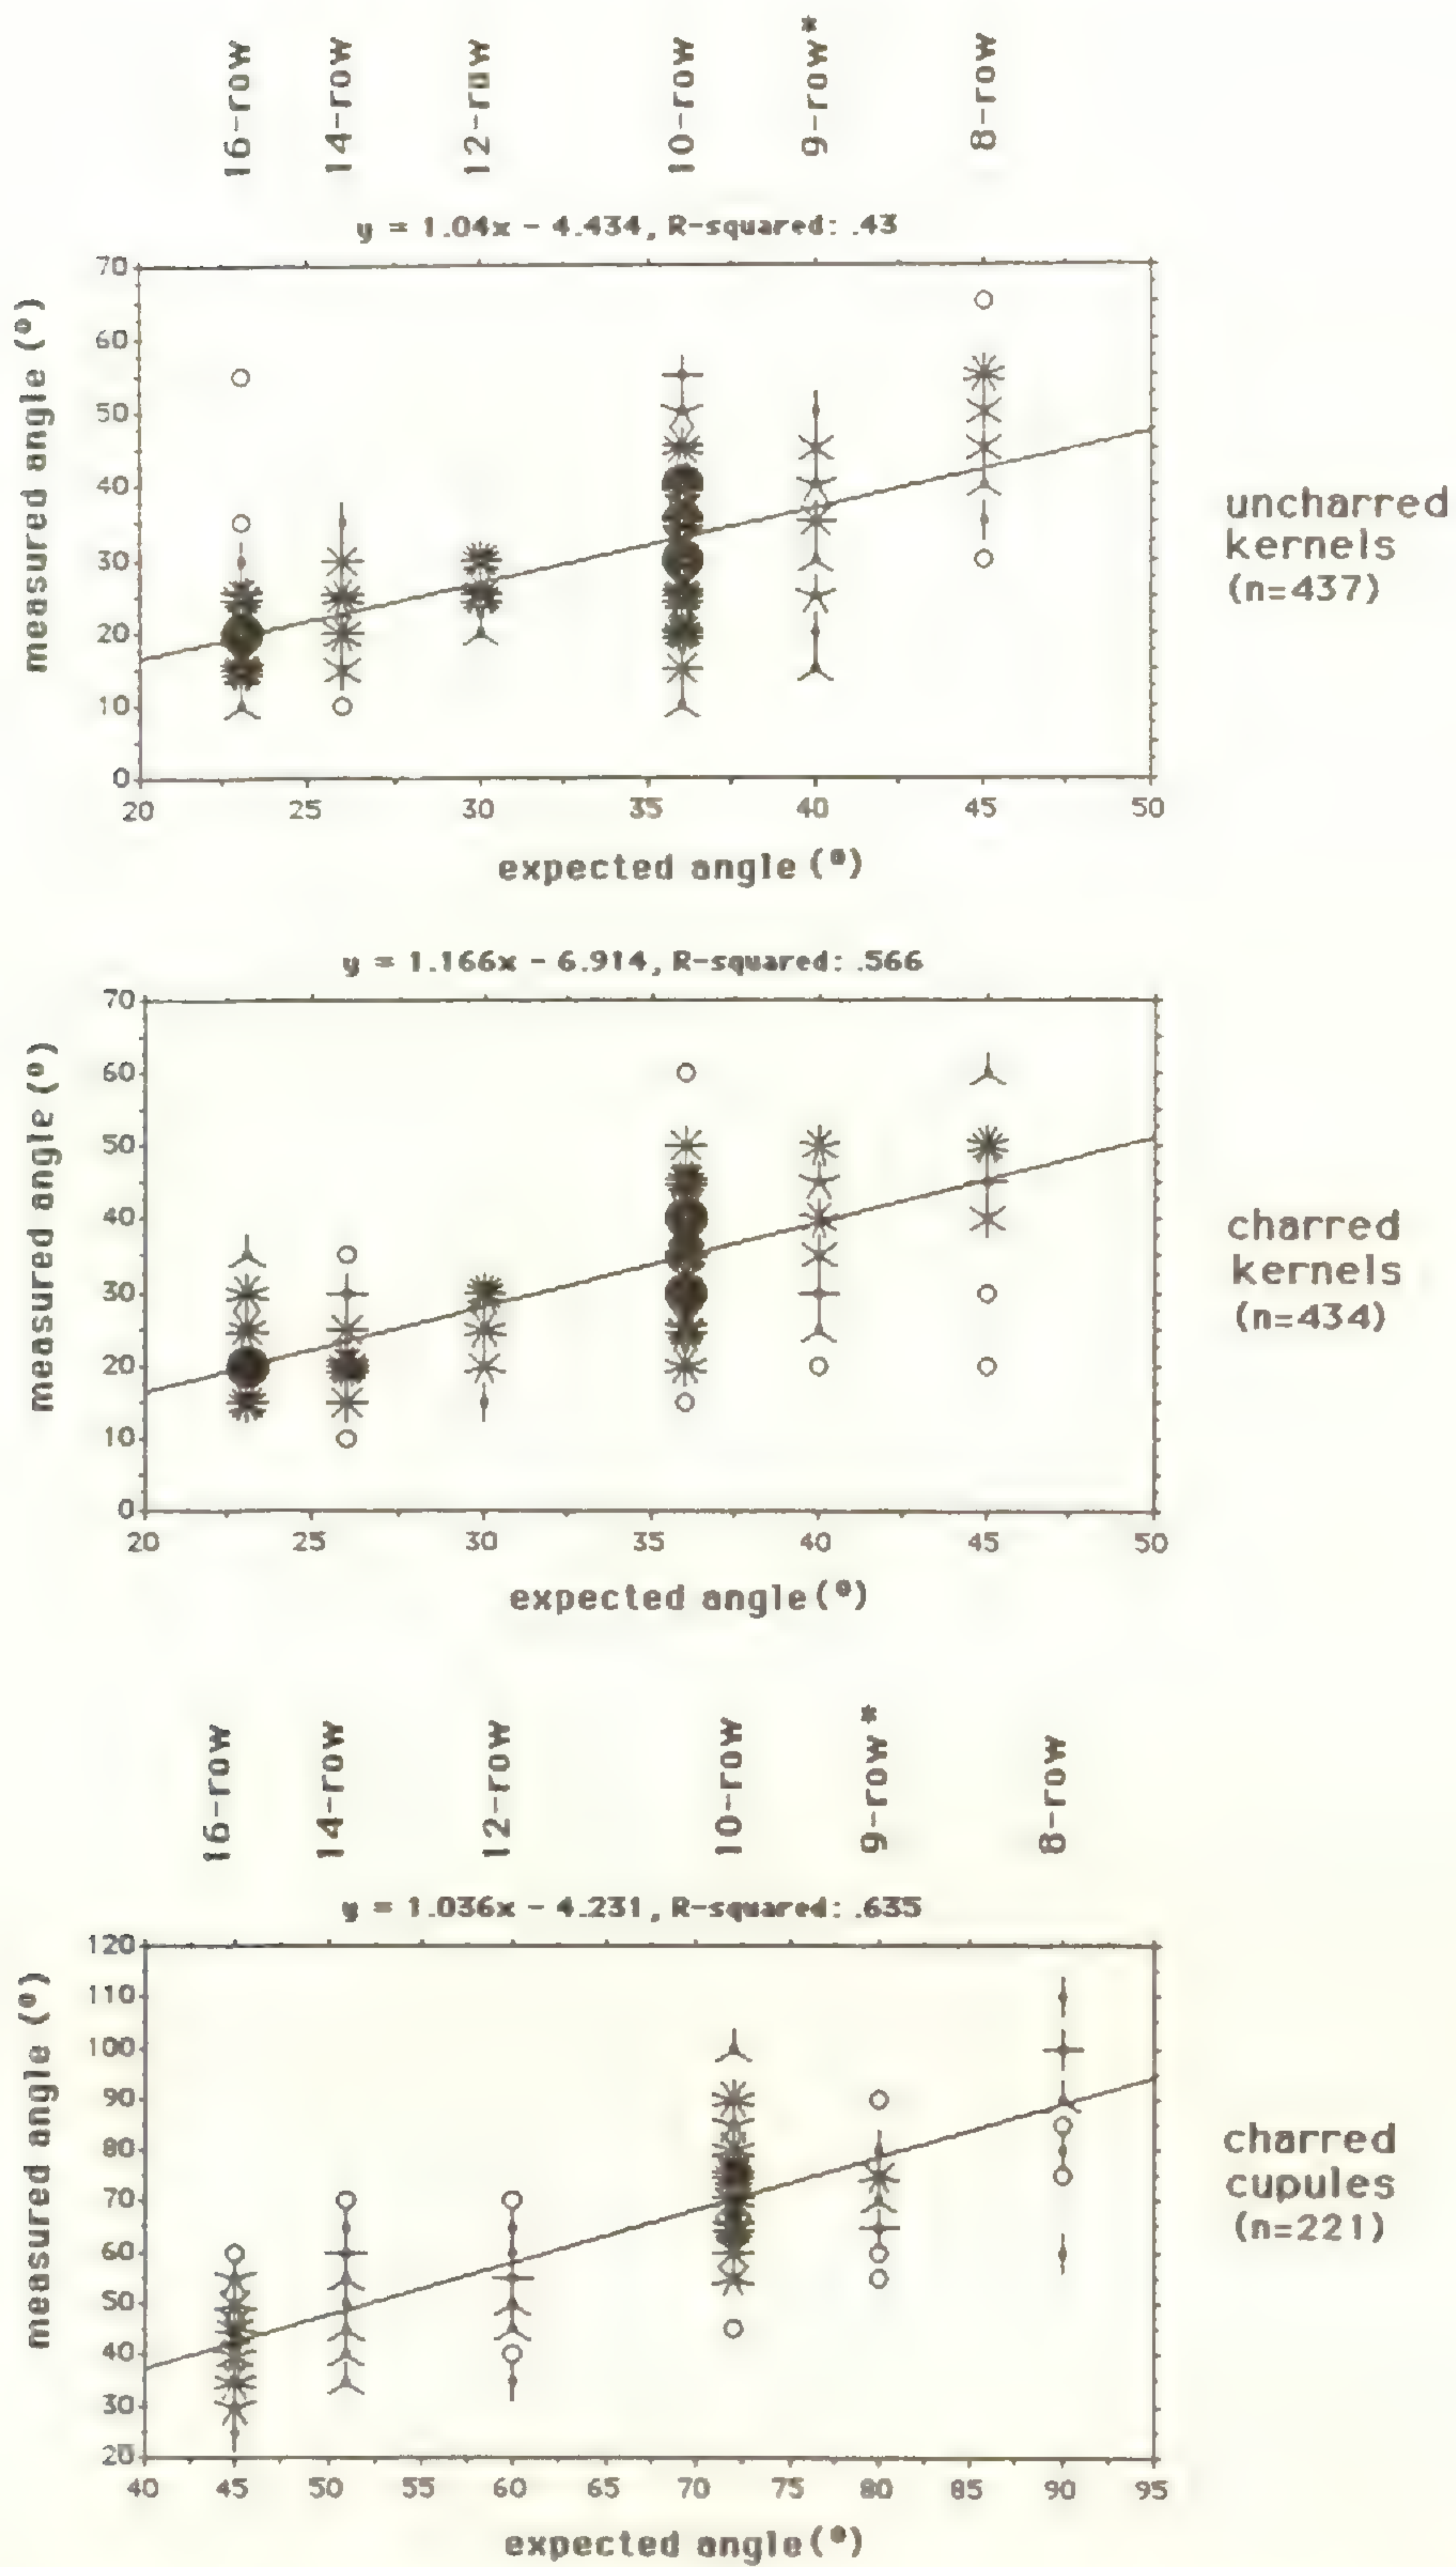 16-row
14-row
12-row
10-row
9-row*
8-row
y = 1.04x - 4.434, R-squared: .43
measured angle (°)
70
60
50
40
30
20
10
0
20 25 30 35 40 45 50
expected angle (°)
uncharred
kernels
(n=437)
y = 1.166x - 6.914, R-squared: .566
measured angle (°)
70
60
50
40
30
20
10
0
20 25 30 35 40 45 50
expected angle (°)
charred
kernels
(n=434)
16-row
14-row
12-row
10-row
9-row*
8-row
y = 1.036x - 4.231, R-squared: .635
measured angle (°)
120
110
100
90
80
70
60
50
40
30
20
40 45 50 55 60 65 70 75 80 85 90 95
expected angle (°)
charred
cupules
(n=221)